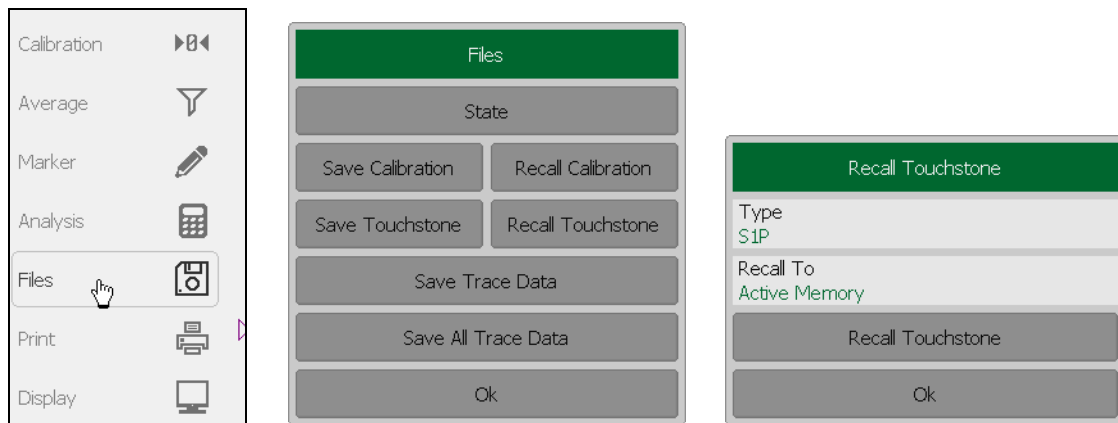 Calibration
Average
Marker
Analysis
Files
Print
Display
Files
State
Save Calibration Recall Calibration
Save Touchstone Recall Touchstone
Save Trace Data
Save All Trace Data
Ok
Recall Touchstone
Type
S1P
Recall To
Active Memory
Recall Touchstone
Ok